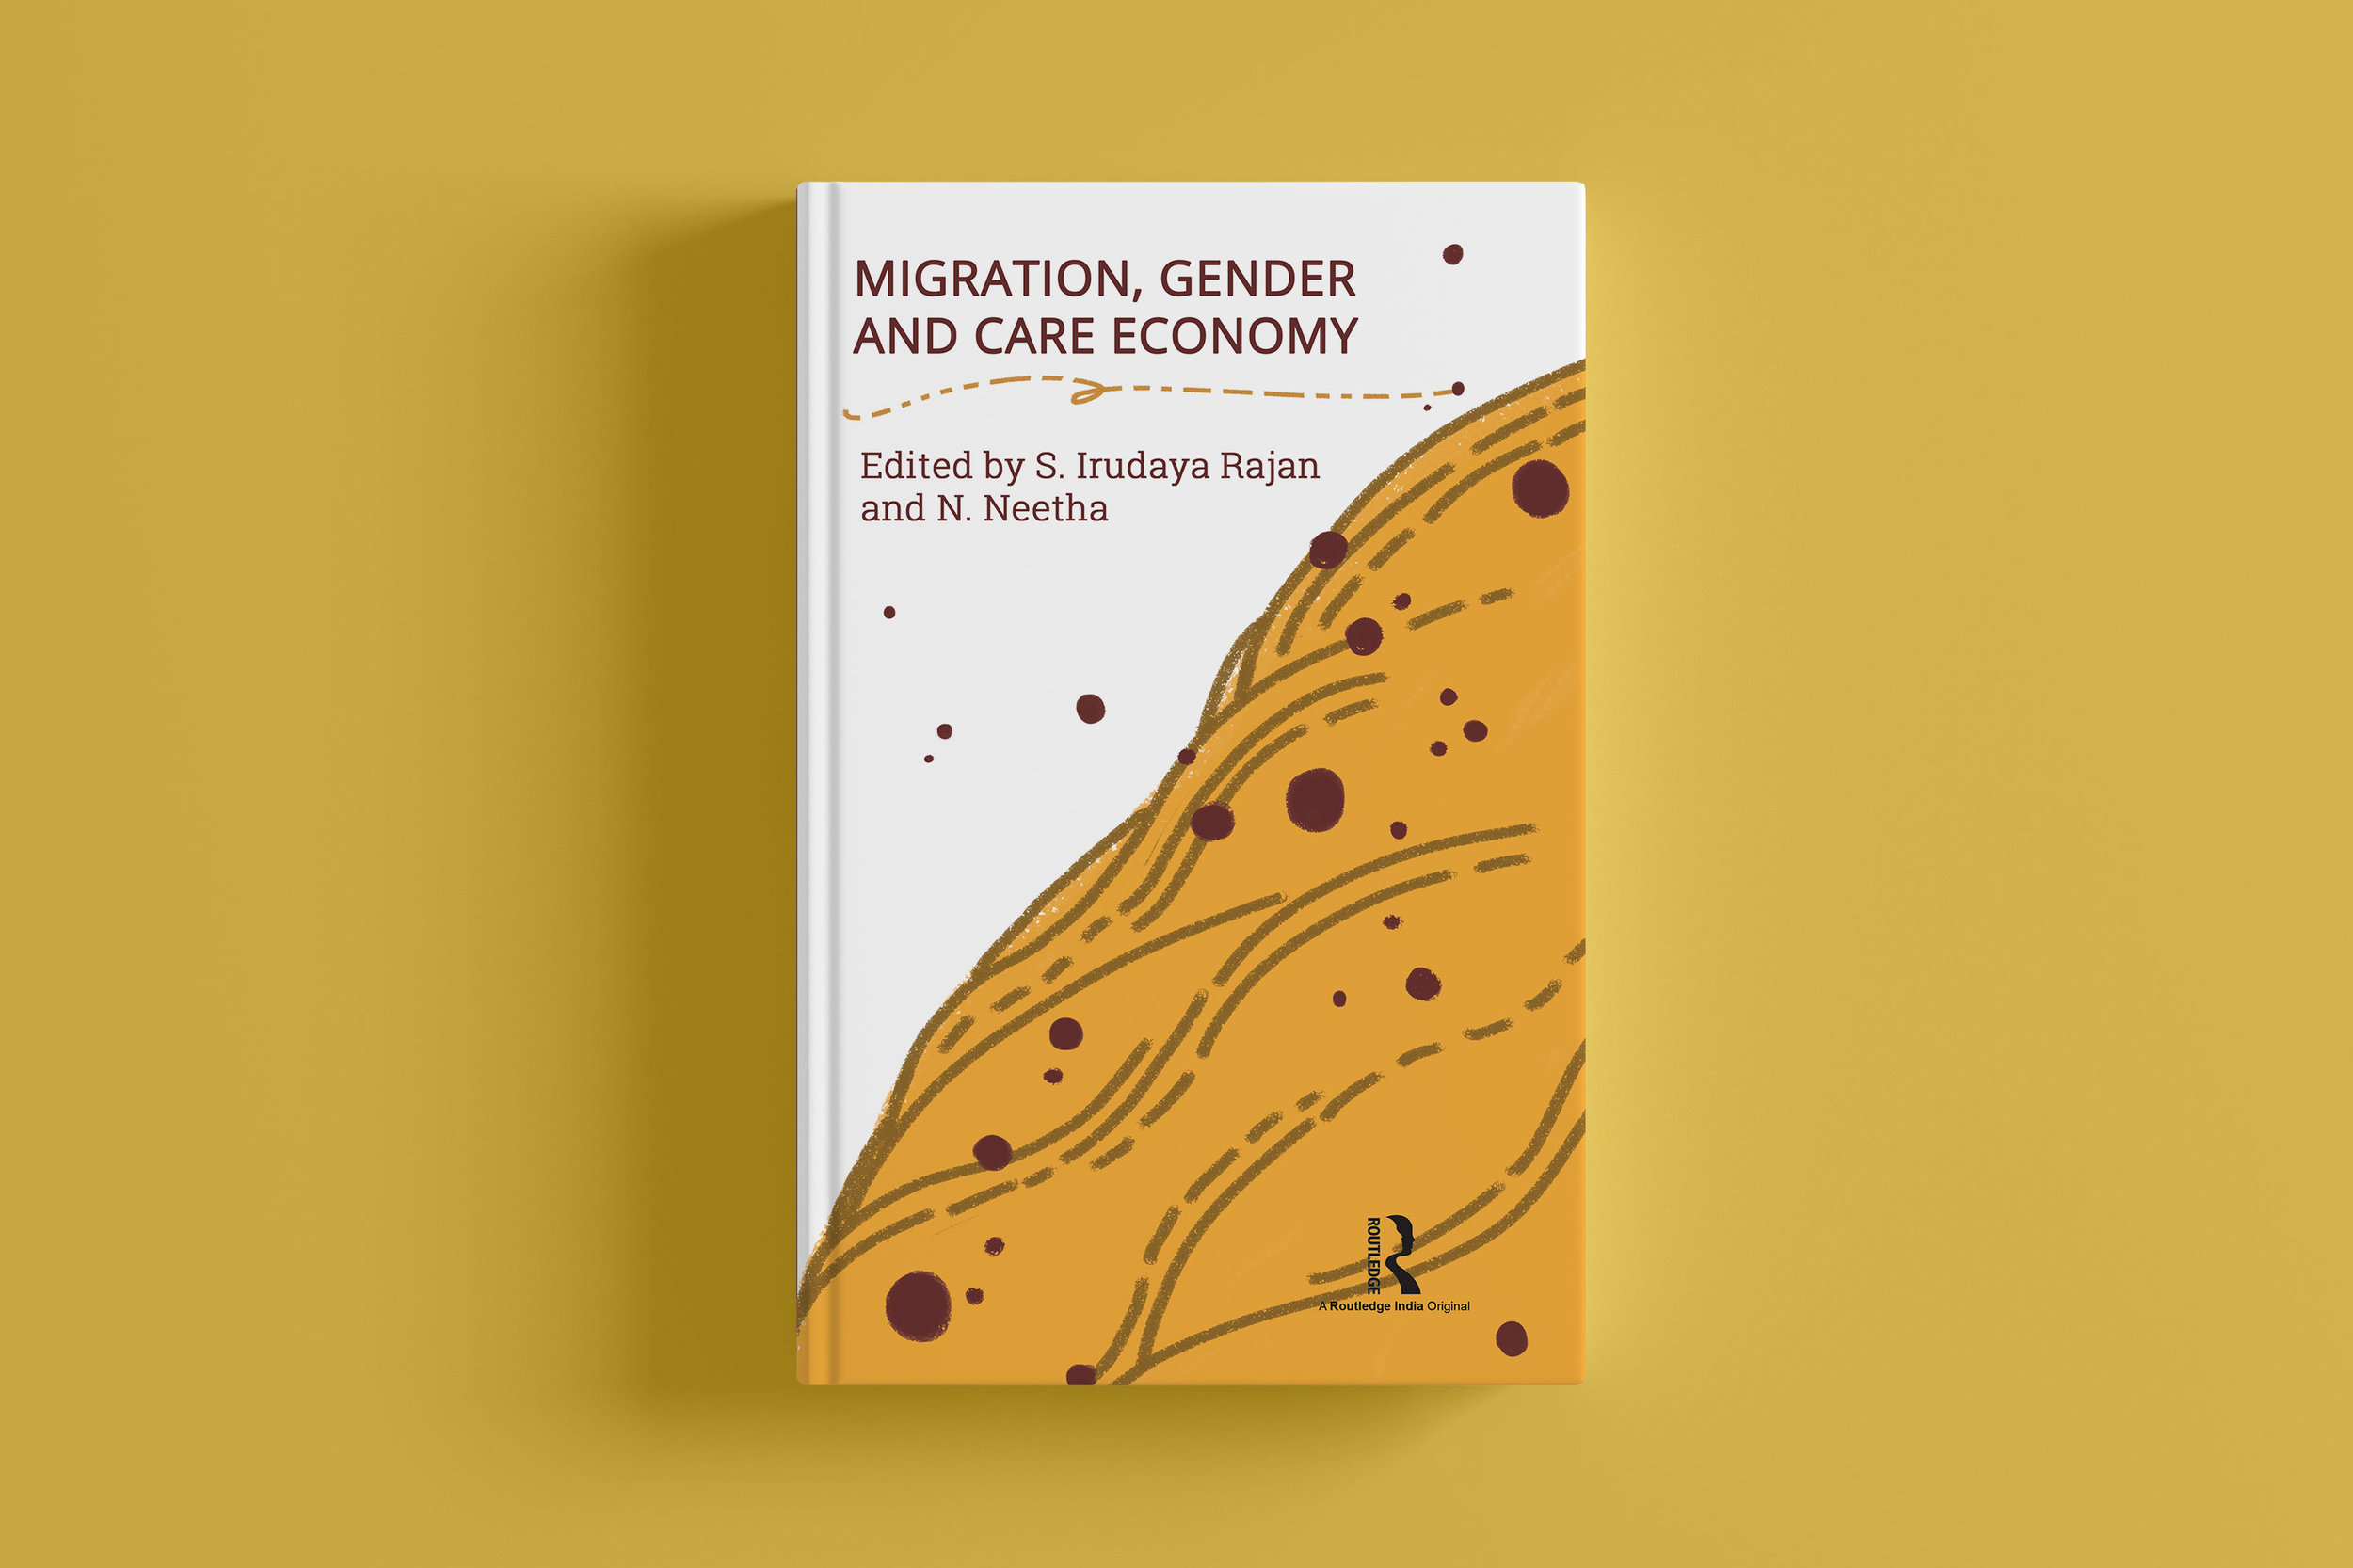 MIGRATION, GENDER
AND CARE ECONOMY
Edited by S. Irudaya Rajan
and N. Neetha
ROUTLEDGE
A Routledge India Original